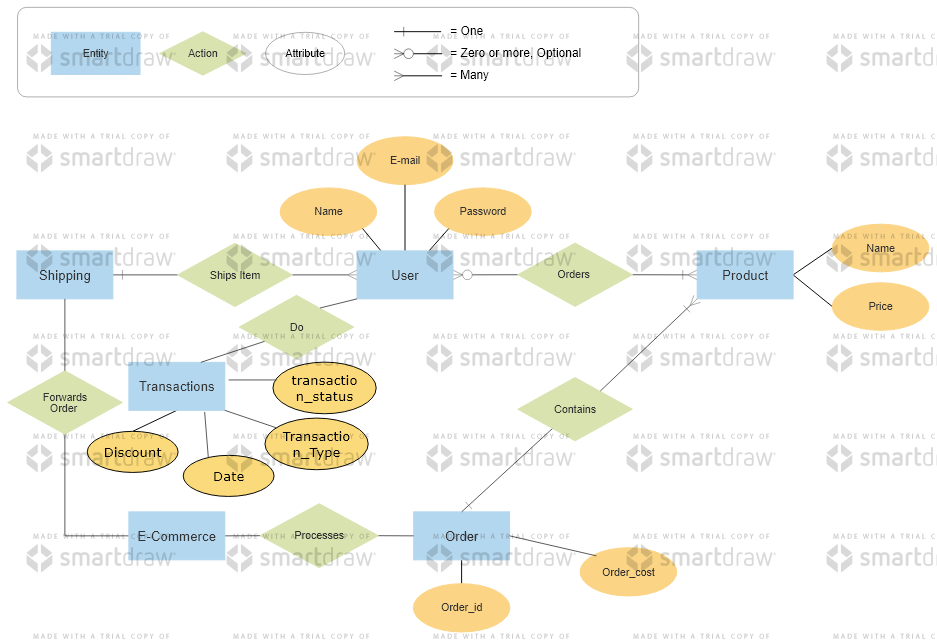 Entity
Action
Attribute
= One
= Zero or more, Optional
= Many
MADE WITH A TRIAL COPY OF
smartdraw
E-mail
Name
Password
Shipping
Ships Item
User
Orders
Product
Name
Price
Do
Transactions
transactio
n_status
Forwards
Order
Contains
Transactio
n_Type
Discount
Date
E-Commerce
Processes
Order
Order_cost
Order_id